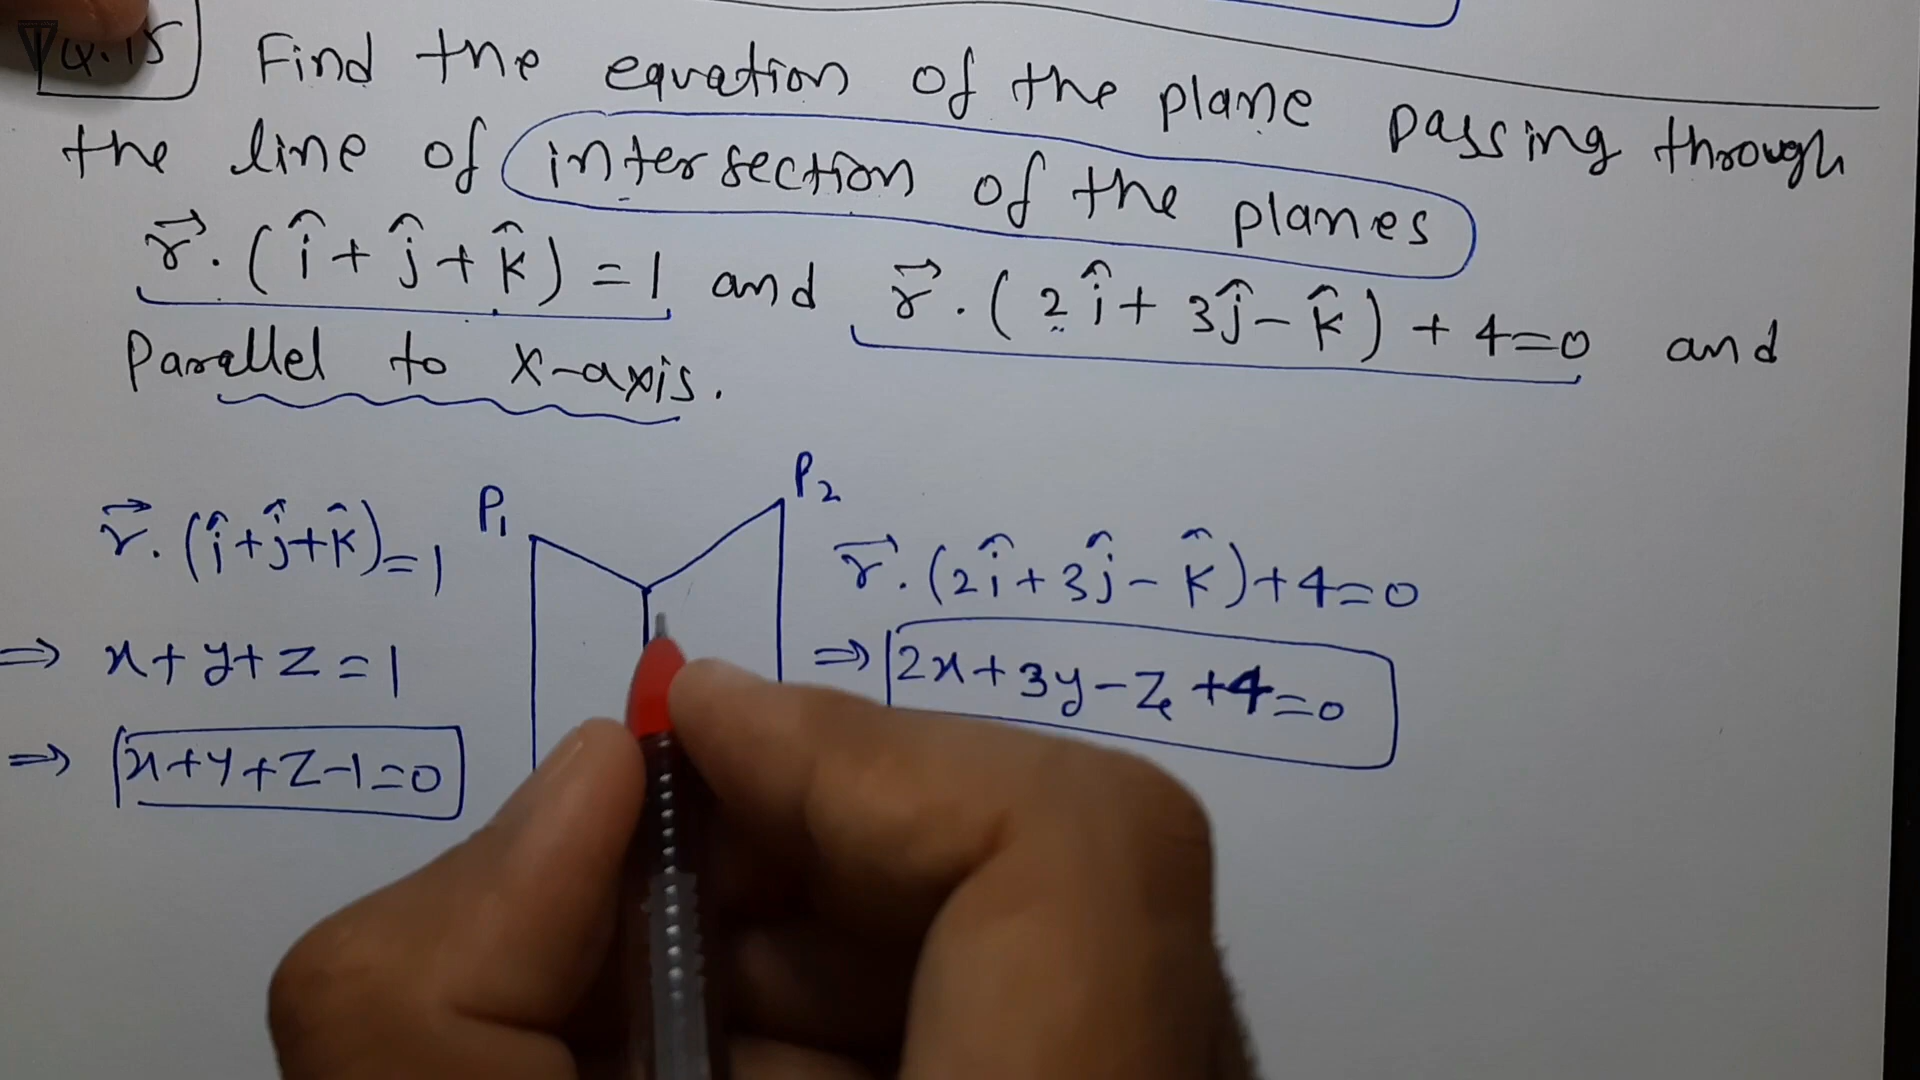 Q.15 Find the equation of the plane passing through
the line of intersection of the planes
r⃗.(î+ĵ+k̂)=1 and r⃗.(2î+3ĵ-k̂)+4=0 and
Parallel to X-axis.
P₁
P₂
r⃗.(î+ĵ+k̂)=1
⇒ x+y+z=1
⇒ x+y+z-1=0
r⃗.(2î+3ĵ-k̂)+4=0
⇒ 2x+3y-z+4=0